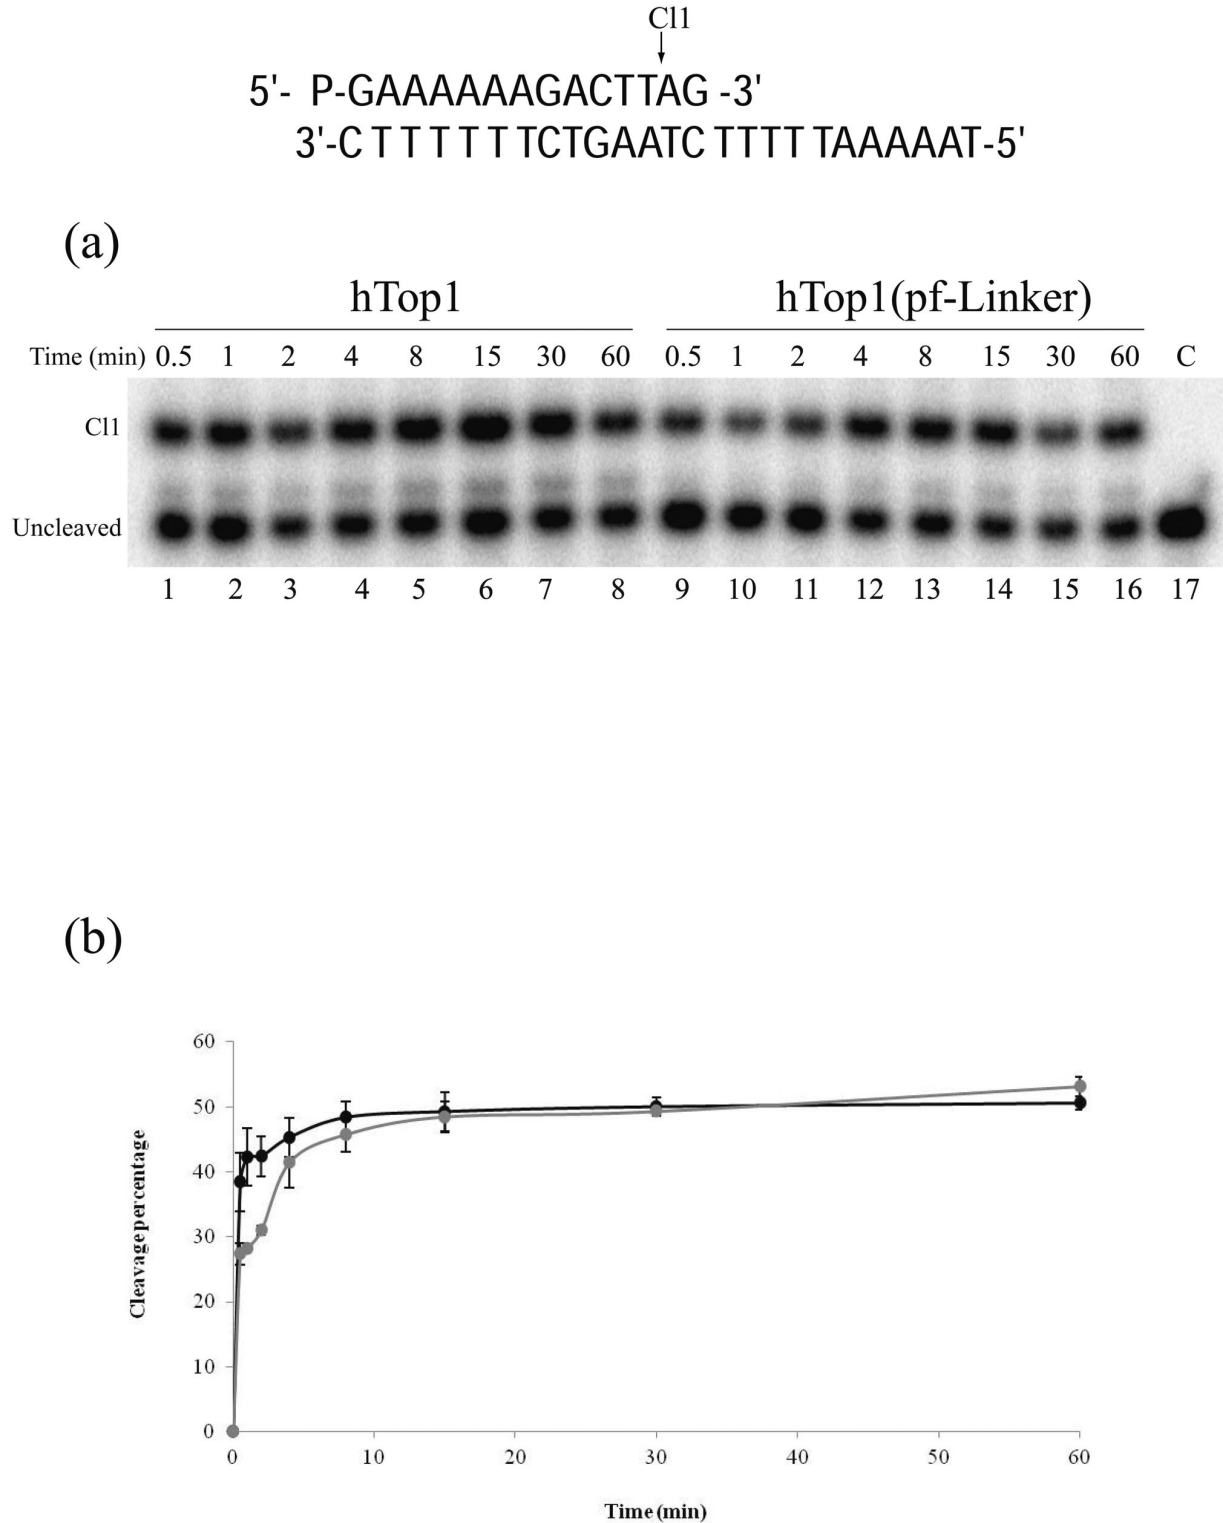 Cl1
5'- P-GAAAAAAGACTTAG -3'
3'-C T T T T T TCTGAATC TTTT TAAAAAT-5'
(a)
hTop1 hTop1(pf-Linker)
Time (min) 0.5 1 2 4 8 15 30 60 0.5 1 2 4 8 15 30 60 C
Cl1
Uncleaved
1 2 3 4 5 6 7 8 9 10 11 12 13 14 15 16 17
(b)
60
50
40
30
20
10
0
Cleavage percentage
0 10 20 30 40 50 60
Time (min)